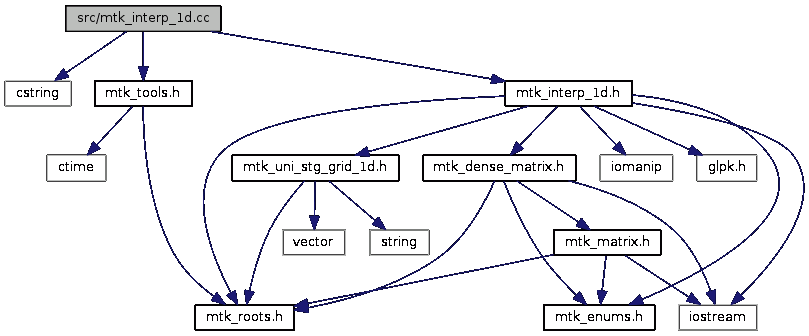 src/mtk_interp_1d.cc
cstring
mtk_tools.h
mtk_interp_1d.h
ctime
mtk_uni_stg_grid_1d.h
mtk_dense_matrix.h
iomanip
glpk.h
vector
string
mtk_matrix.h
mtk_roots.h
mtk_enums.h
iostream